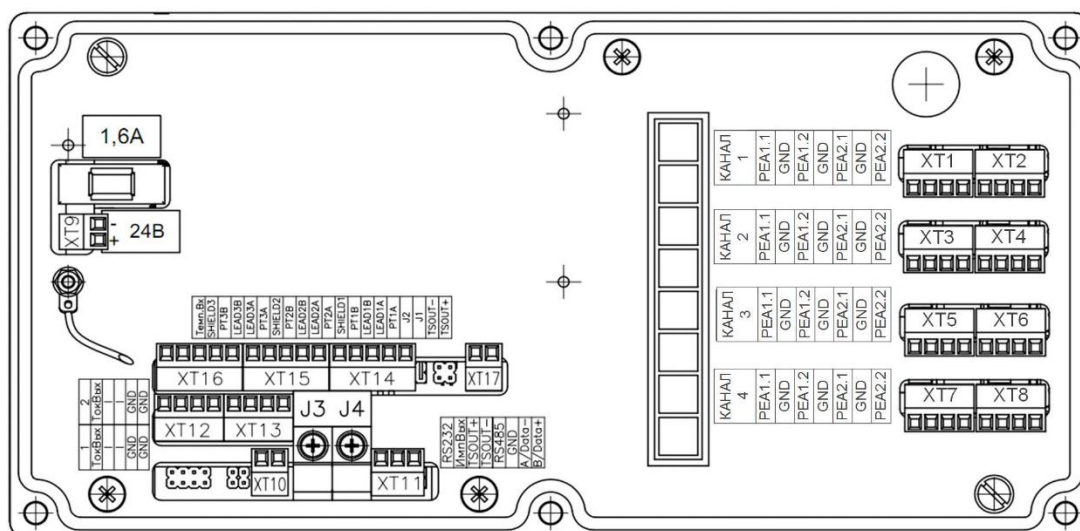 1,6А
XT9
-
+
24В
Темп.Вх
SHIELD3
PT3B
LEAD3B
LEAD3A
PT3A
SHIELD2
PT2B
LEAD2B
LEAD2A
PT2A
SHIELD1
PT1B
LEAD1B
LEAD1A
PT1A
J2
J1
TSOUT-
TSOUT+
XT16
XT15
XT14
XT17
1 2
ТокВых ТокВых
I I
I I
GND GND
GND GND
XT12
XT13
J3
J4
XT10
XT11
RS232
ИмпВых
TSOUT+
TSOUT-
RS485
GND
A/Data-
B/Data+
КАНАЛ 1
PEA1.1
GND
PEA1.2
GND
PEA2.1
GND
PEA2.2
XT1
XT2
КАНАЛ 2
PEA1.1
GND
PEA1.2
GND
PEA2.1
GND
PEA2.2
XT3
XT4
КАНАЛ 3
PEA1.1
GND
PEA1.2
GND
PEA2.1
GND
PEA2.2
XT5
XT6
КАНАЛ 4
PEA1.1
GND
PEA1.2
GND
PEA2.1
GND
PEA2.2
XT7
XT8